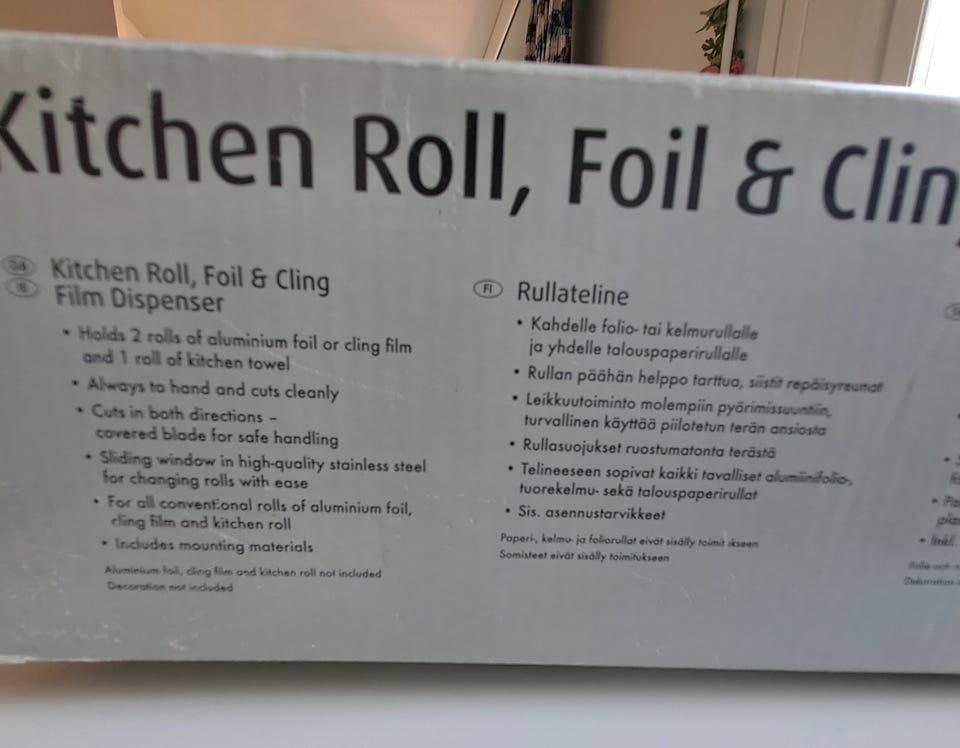 Kitchen Roll, Foil & Clin
GB
IE
Kitchen Roll, Foil & Cling
Film Dispenser
• Holds 2 rolls of aluminium foil or cling film
and 1 roll of kitchen towel
• Always to hand and cuts cleanly
• Cuts in both directions –
covered blade for safe handling
• Sliding window in high-quality stainless steel
for changing rolls with ease
• For all conventional rolls of aluminium foil,
cling film and kitchen roll
• Includes mounting materials
Aluminium foil, cling film and kitchen roll not included
Decoration not included
FI
Rullateline
• Kahdelle folio- tai kelmurullalle
ja yhdelle talouspaperirullalle
• Rullan päähän helppo tarttua, siistit repäisyreunat
• Leikkuutoiminto molempiin pyörimissuuntiin,
turvallinen käyttää piilotetun terän ansiosta
• Rullasuojukset ruostumatonta terästä
• Telineeseen sopivat kaikki tavalliset alumiinifolio-,
tuorekelmu- sekä talouspaperirullat
• Sis. asennustarvikkeet
Paperi-, kelmu- ja foliorullat eivät sisälly toimitukseen
Somisteet eivät sisälly toimitukseen